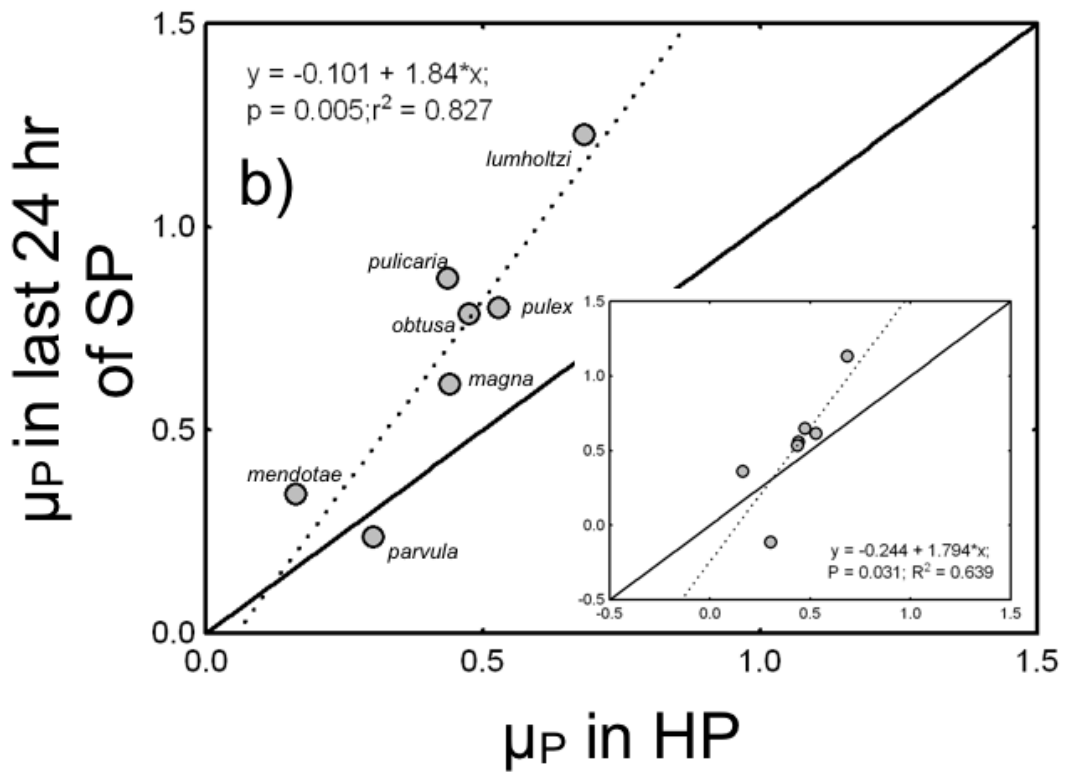 1.5
y = -0.101 + 1.84*x;
p = 0.005;r² = 0.827
b)
lumholtzi
1.0
pulicaria
obtusa
pulex
magna
0.5
mendotae
parvula
0.0
0.0
0.5
1.0
1.5
μP in last 24 hr
of SP
μP in HP
1.5
1.0
0.5
0.0
-0.5
y = -0.244 + 1.794*x;
P = 0.031; R² = 0.639
-0.5
0.0
0.5
1.0
1.5